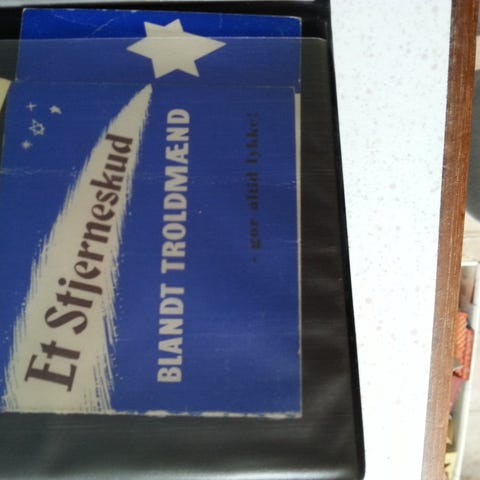 Et Stjerneskud
BLANDT TROLDMÆND
- gør altid lykke!